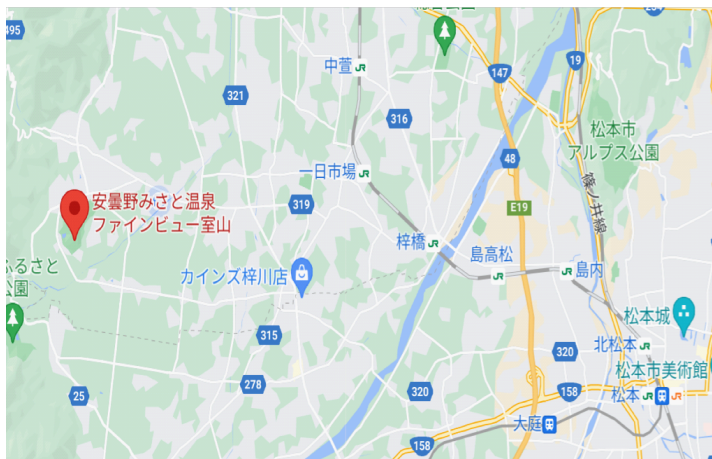 495
19
147
中萱
321
316
松本市
アルプス公園
48
一日市場
篠ノ井線
安曇野みさと温泉
ファインビュー室山
319
E19
梓橋
島高松
島内
ふるさと
公園
カインズ梓川店
松本城
315
320
北松本
松本市美術館
278
25
320
158
松本
大庭
158